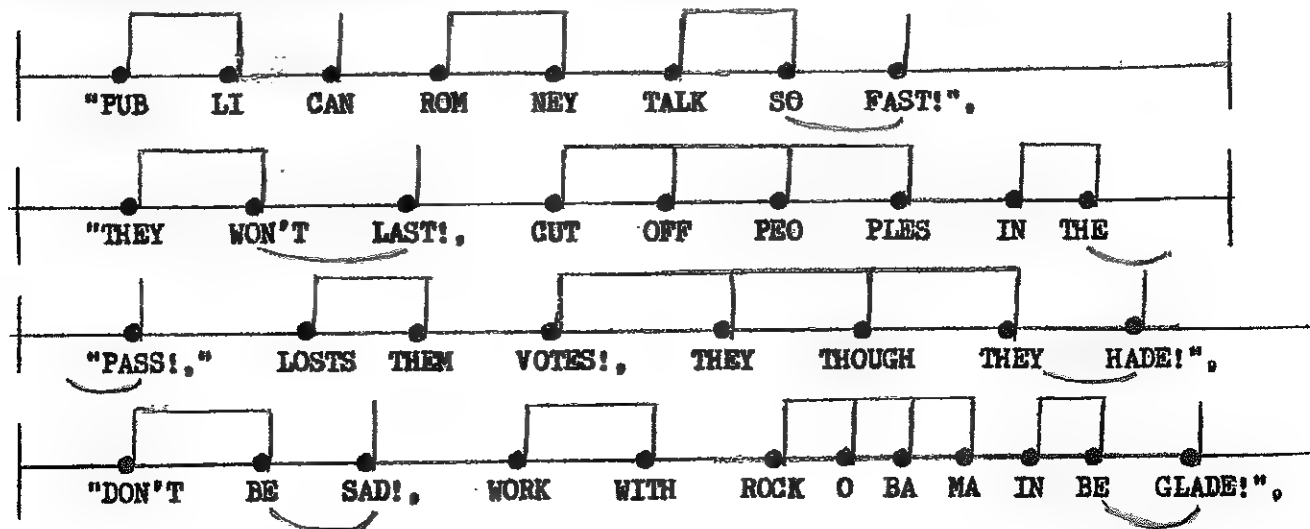 "PUB LI CAN ROM NEY TALK SO FAST!",
"THEY WON'T LAST!, CUT OFF PEO PLES IN THE
"PASS!," LOSTS THEM VOTES!, THEY THOUGH THEY HADE!",
"DON'T BE SAD!, WORK WITH ROCK O BA MA IN BE GLADE!",